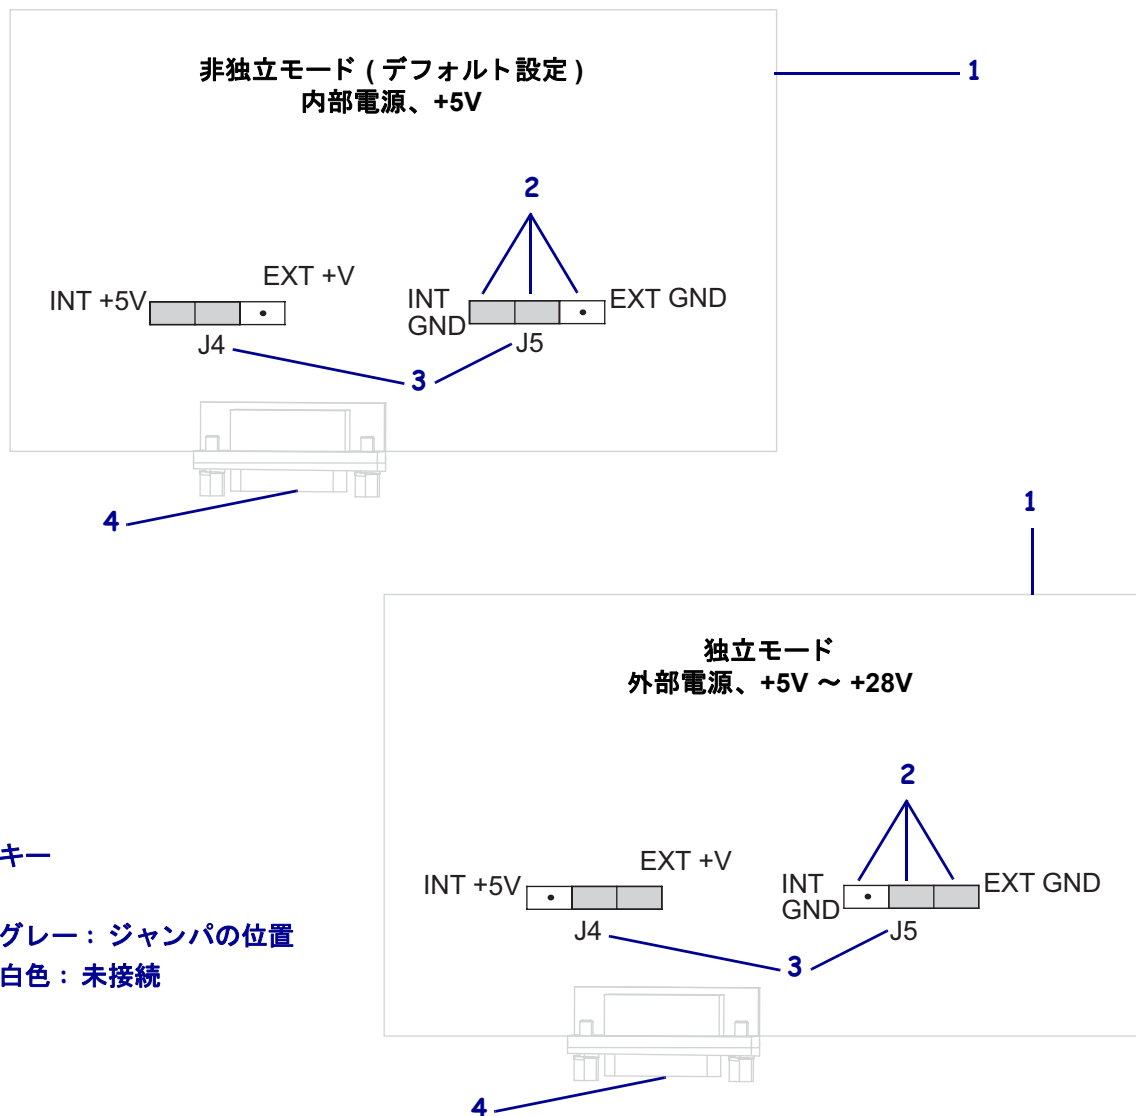 非独立モード ( デフォルト設定 )
内部電源、+5V
1
2
EXT +V
INT +5V
INT
GND
EXT GND
J4
J5
3
4
1
独立モード
外部電源、+5V ～ +28V
2
キー
EXT +V
INT +5V
INT
GND
EXT GND
グレー : ジャンパの位置
J4
J5
白色 : 未接続
3
4